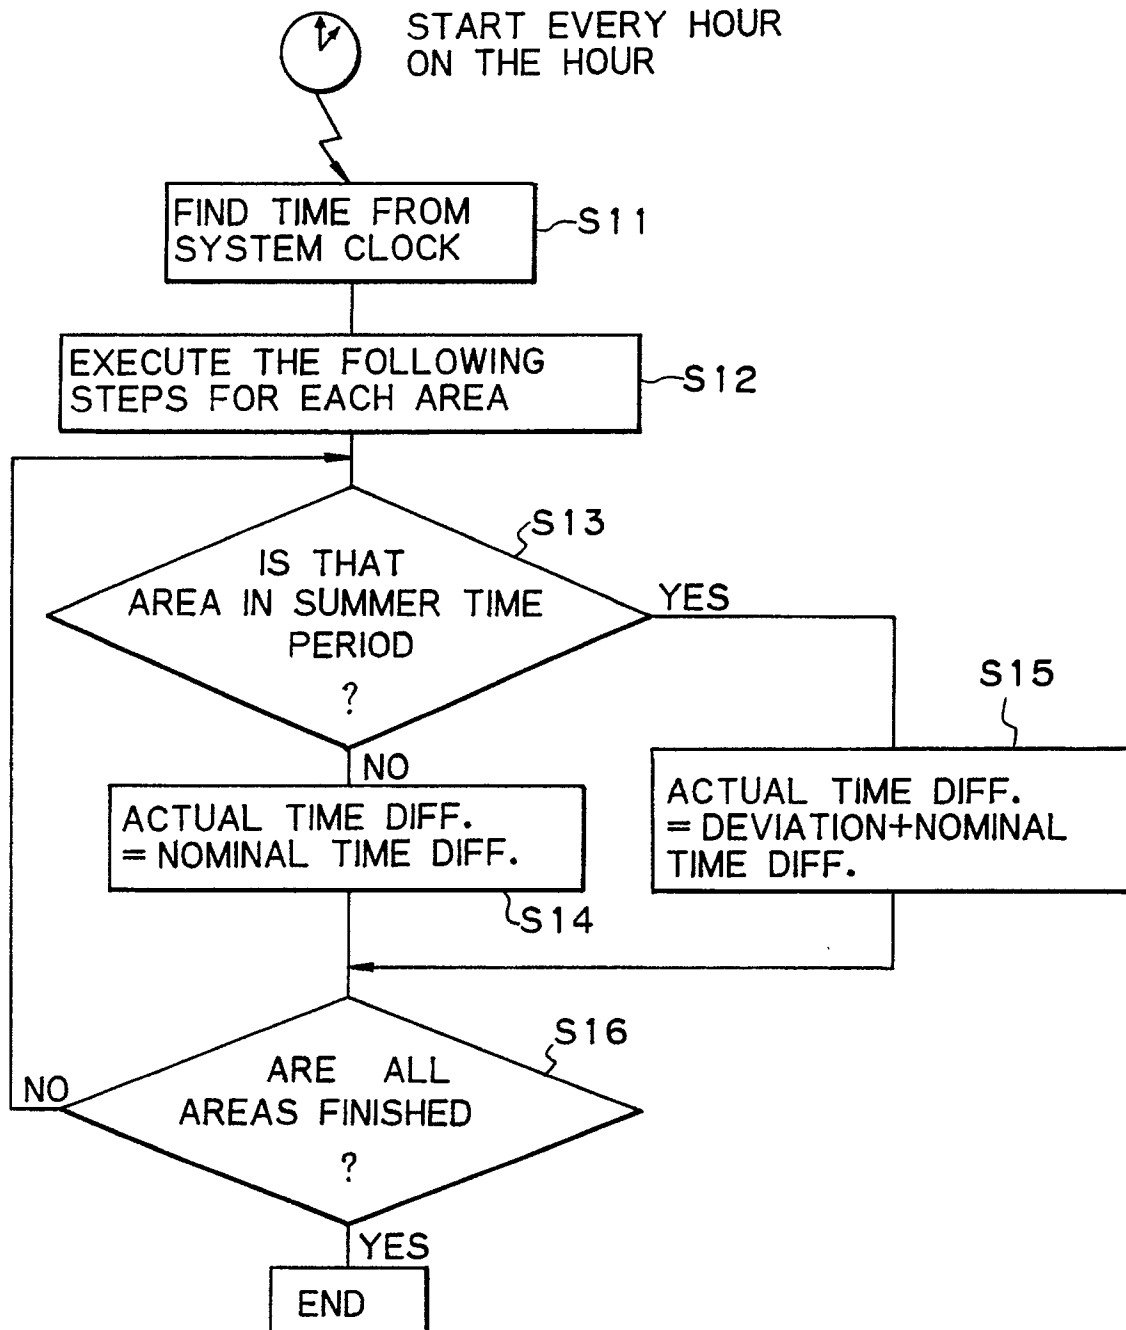 START EVERY HOUR
ON THE HOUR
FIND TIME FROM
SYSTEM CLOCK
S11
EXECUTE THE FOLLOWING
STEPS FOR EACH AREA
S12
S13
IS THAT
AREA IN SUMMER TIME
PERIOD
?
YES
NO
S15
ACTUAL TIME DIFF.
= NOMINAL TIME DIFF.
S14
ACTUAL TIME DIFF.
= DEVIATION+NOMINAL
TIME DIFF.
S16
ARE ALL
AREAS FINISHED
?
NO
YES
END